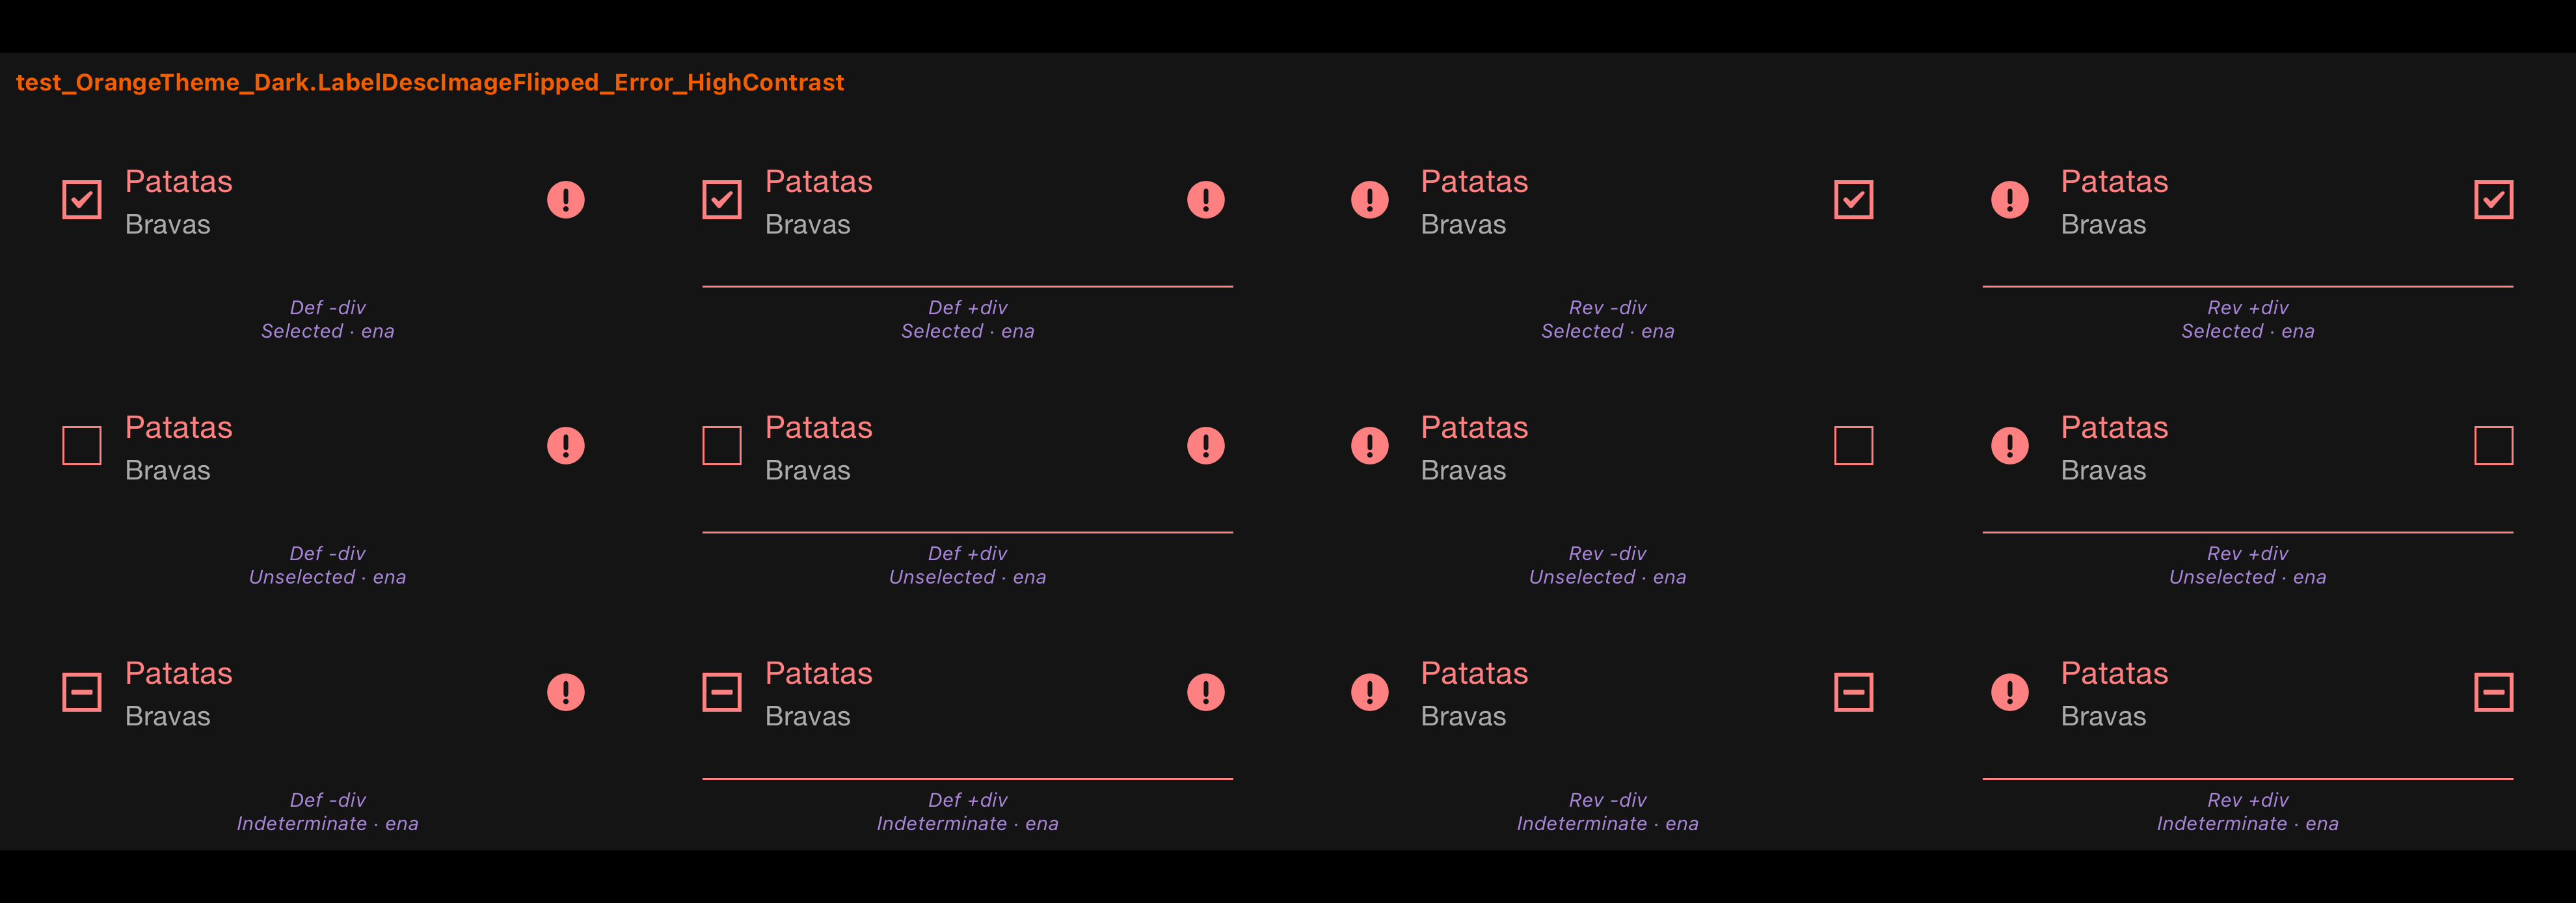 test_OrangeTheme_Dark.LabelDescImageFlipped_Error_HighContrast
Patatas
Bravas
Def -div
Selected · ena
Patatas
Bravas
Def +div
Selected · ena
Patatas
Bravas
Rev -div
Selected · ena
Patatas
Bravas
Rev +div
Selected · ena
Patatas
Bravas
Def -div
Unselected · ena
Patatas
Bravas
Def +div
Unselected · ena
Patatas
Bravas
Rev -div
Unselected · ena
Patatas
Bravas
Rev +div
Unselected · ena
Patatas
Bravas
Def -div
Indeterminate · ena
Patatas
Bravas
Def +div
Indeterminate · ena
Patatas
Bravas
Rev -div
Indeterminate · ena
Patatas
Bravas
Rev +div
Indeterminate · ena